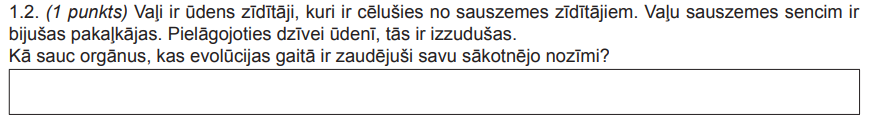 1.2. (1 punkts) Vaļi ir ūdens zīdītāji, kuri ir cēlušies no sauszemes zīdītājiem. Vaļu sauszemes sencim ir
bijušas pakaļkājas. Pielāgojoties dzīvei ūdenī, tās ir izzudušas.
Kā sauc orgānus, kas evolūcijas gaitā ir zaudējuši savu sākotnējo nozīmi?